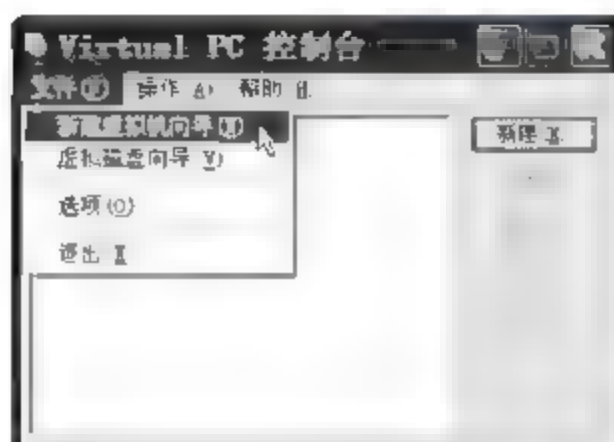 Virtual PC 控制台
文件(F) 操作(A) 帮助(H)
新建虚拟机向导(N)
新建(N)
虚拟磁盘向导(V)
选项(O)
退出(X)